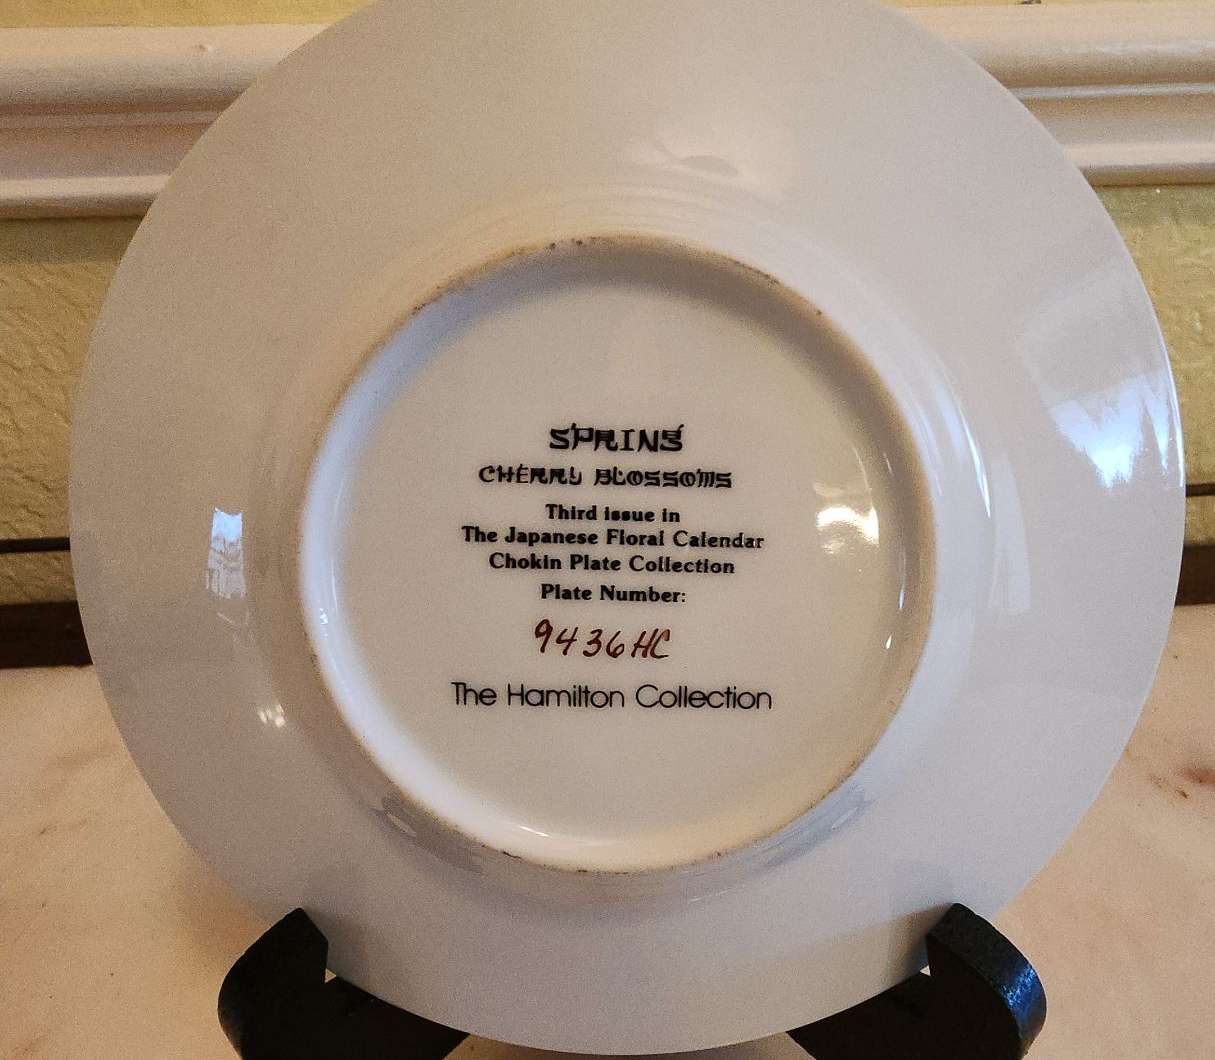 SPRING
CHERRY BLOSSOMS
Third issue in
The Japanese Floral Calendar
Chokin Plate Collection
Plate Number:
9436HC
The Hamilton Collection